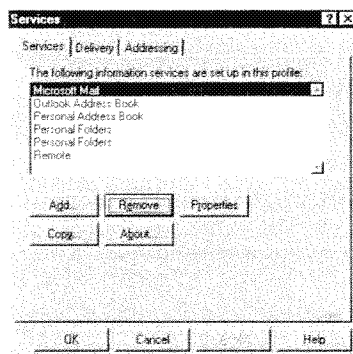 Services
Services Delivery Addressing
The following information services are set up in this profile:
Microsoft Mail
Outlook Address Book
Personal Address Book
Personal Folders
Personal Folders
Remote
Add... Remove Properties
Copy... About...
OK Cancel Help